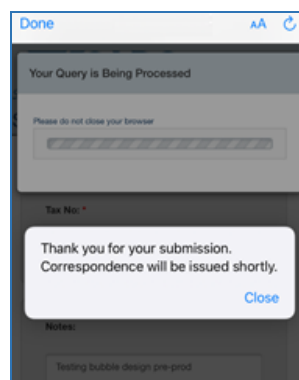 Done
AA
Your Query is Being Processed
Please do not close your browser
Tax No: *
Thank you for your submission.
Correspondence will be issued shortly.
Close
Notes:
Testing bubble design pre-prod